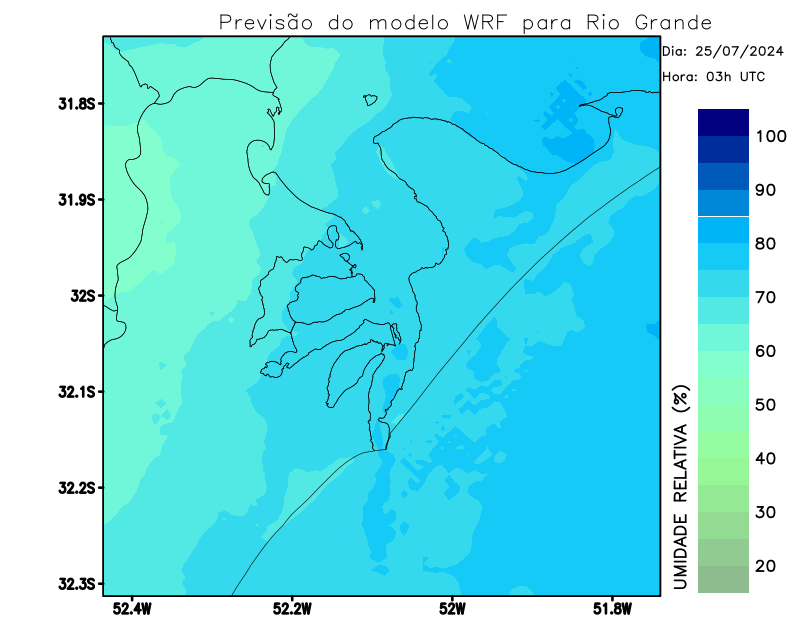 Previsão do modelo WRF para Rio Grande
Dia: 25/07/2024
Hora: 03h UTC
31.8S
31.9S
32S
32.1S
32.2S
32.3S
52.4W
52.2W
52W
51.8W
UMIDADE RELATIVA (%)
100
90
80
70
60
50
40
30
20